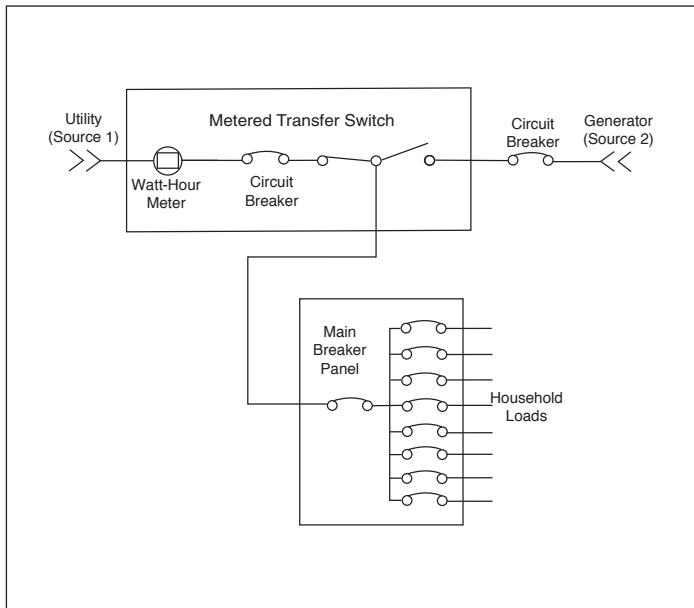 Utility
(Source 1)
Metered Transfer Switch
Circuit
Breaker
Generator
(Source 2)
Watt-Hour
Meter
Circuit
Breaker
Main
Breaker
Panel
Household
Loads